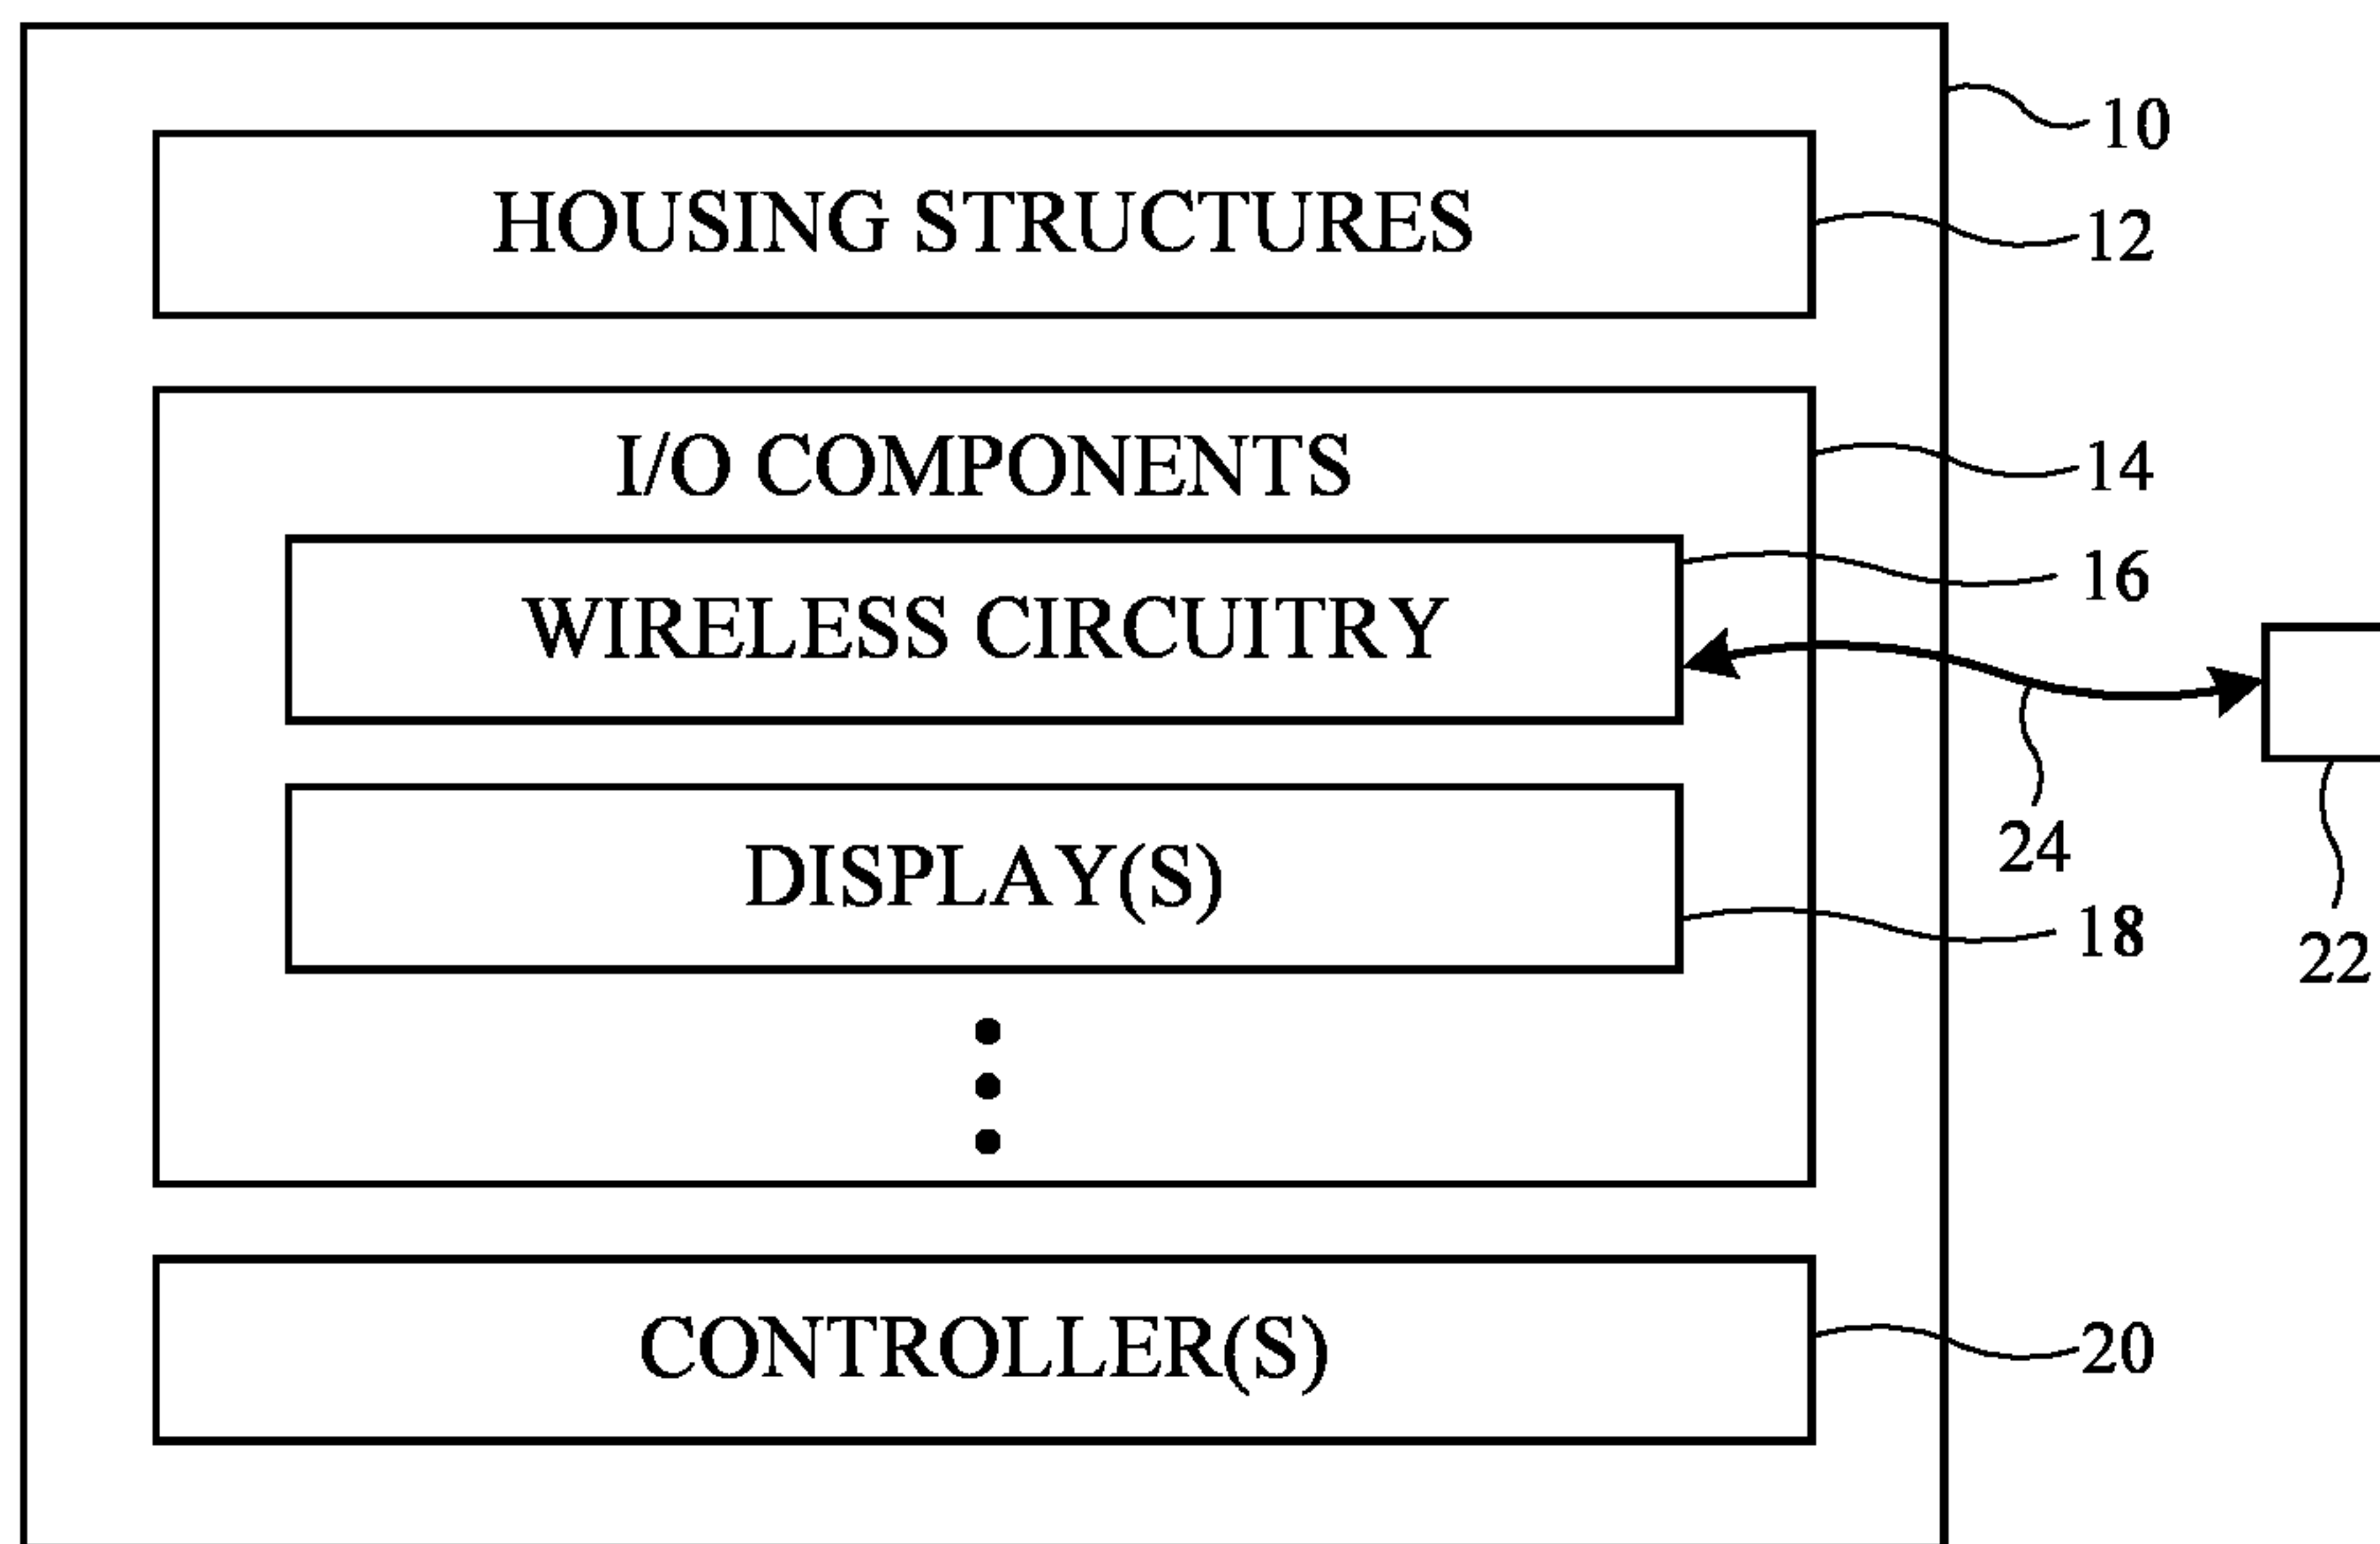 10
HOUSING STRUCTURES
12
I/O COMPONENTS
14
16
WIRELESS CIRCUITRY
24
DISPLAY(S)
18
22
CONTROLLER(S)
20